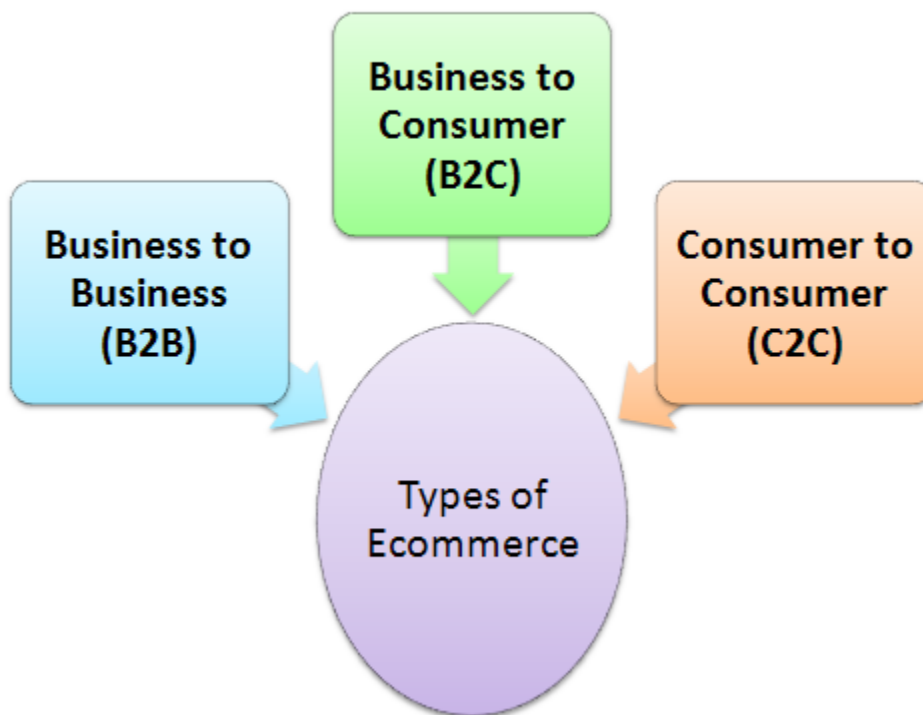 Business to
Consumer
(B2C)
Business to
Business
(B2B)
Consumer to
Consumer
(C2C)
Types of
Ecommerce